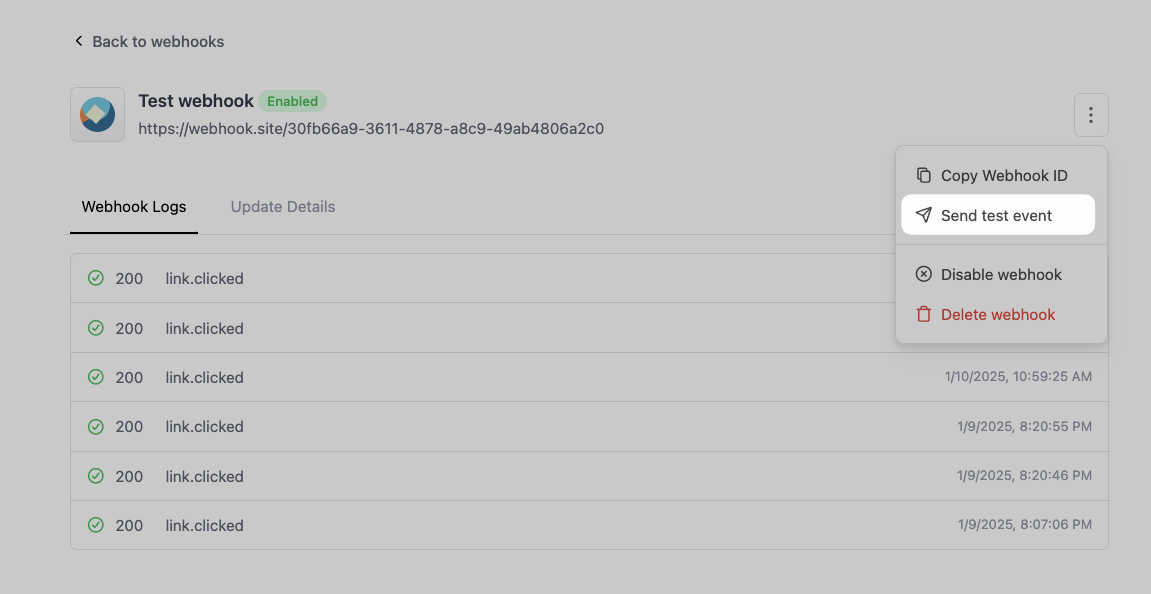 Back to webhooks
Test webhook Enabled
https://webhook.site/30fb66a9-3611-4878-a8c9-49ab4806a2c0
Copy Webhook ID
Send test event
Disable webhook
Delete webhook
Webhook Logs Update Details
200 link.clicked
200 link.clicked
200 link.clicked 1/10/2025, 10:59:25 AM
200 link.clicked 1/9/2025, 8:20:55 PM
200 link.clicked 1/9/2025, 8:20:46 PM
200 link.clicked 1/9/2025, 8:07:06 PM